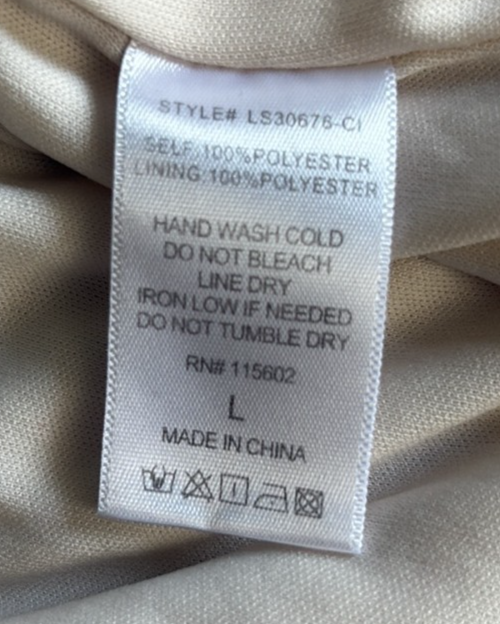 STYLE# LS30676-CI
SELF 100%POLYESTER
LINING 100%POLYESTER
HAND WASH COLD
DO NOT BLEACH
LINE DRY
IRON LOW IF NEEDED
DO NOT TUMBLE DRY
RN# 115602
L
MADE IN CHINA